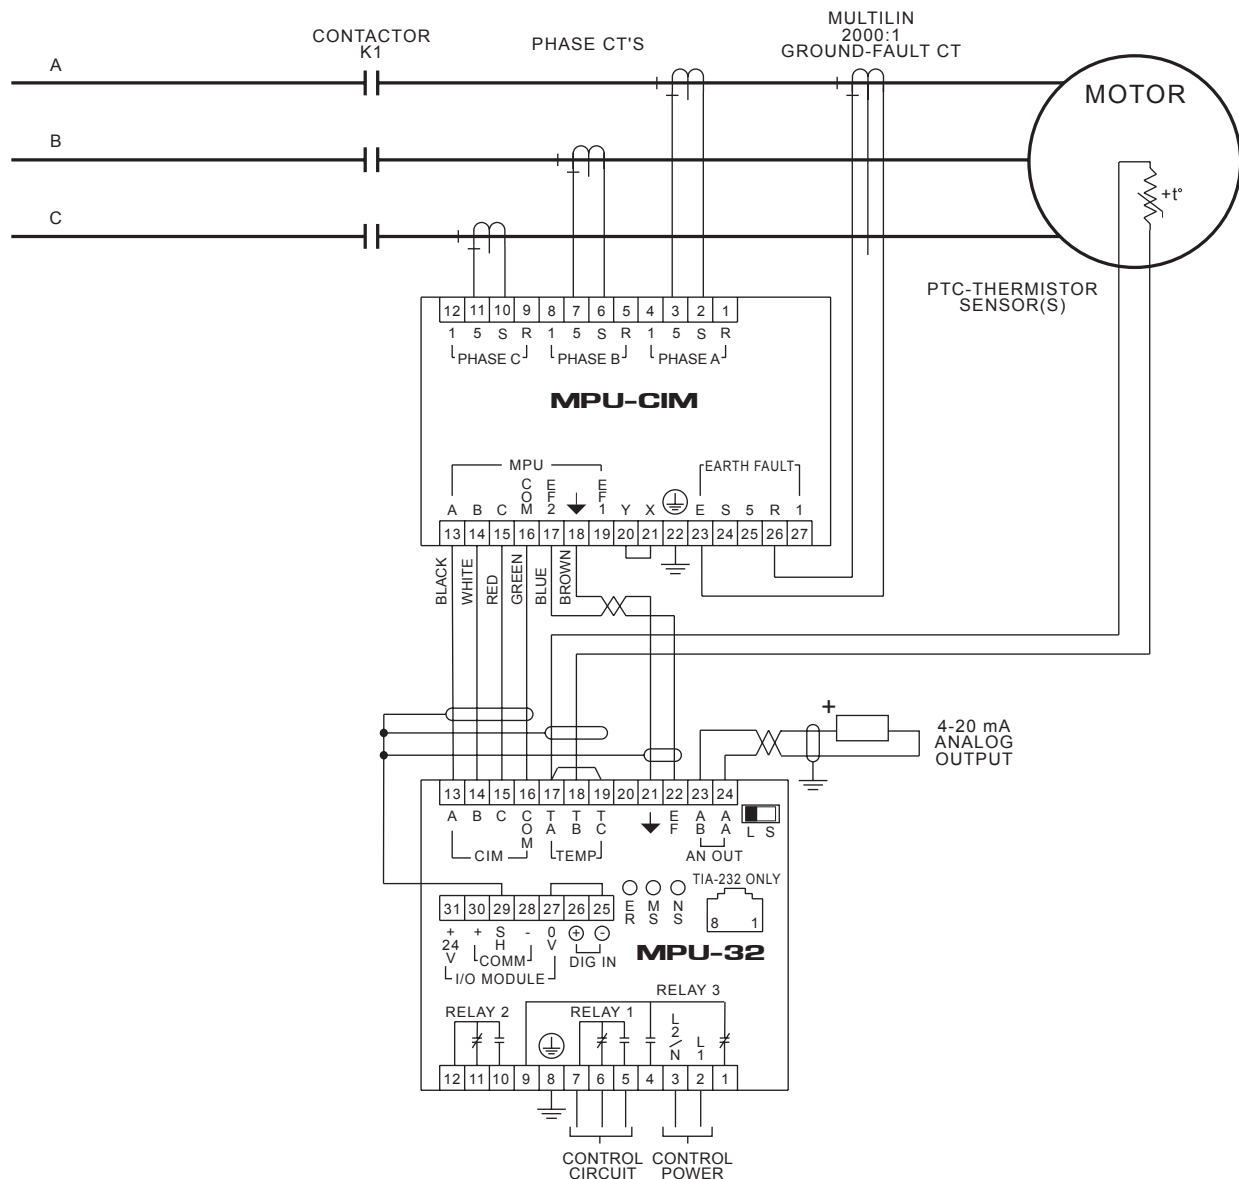 CONTACTOR
K1
PHASE CT'S
MULTILIN
2000:1
GROUND-FAULT CT
A
B
C
MOTOR
+t°
PTC-THERMISTOR
SENSOR(S)
12 11 10 9 8 7 6 5 4 3 2 1
1 5 S R 1 5 S R 1 5 S R
PHASE C PHASE B PHASE A
MPU-CIM
MPU
EARTH FAULT
A B C COM EF2 EF1 Y X E S 5 R 1
13 14 15 16 17 18 19 20 21 22 23 24 25 26 27
BLACK
WHITE
RED
GREEN
BLUE
BROWN
+
4-20 mA
ANALOG
OUTPUT
13 14 15 16 17 18 19 20 21 22 23 24
A B C COM TA TB TC EF AB AA
L S
CIM TEMP AN OUT
TIA-232 ONLY
8 1
31 30 29 28 27 26 25
ER MS NS
+24V + SH - 0V + -
COMM DIG IN
I/O MODULE
MPU-32
RELAY 3
RELAY 2 RELAY 1
L2/N L1
12 11 10 9 8 7 6 5 4 3 2 1
CONTROL
CIRCUIT
CONTROL
POWER